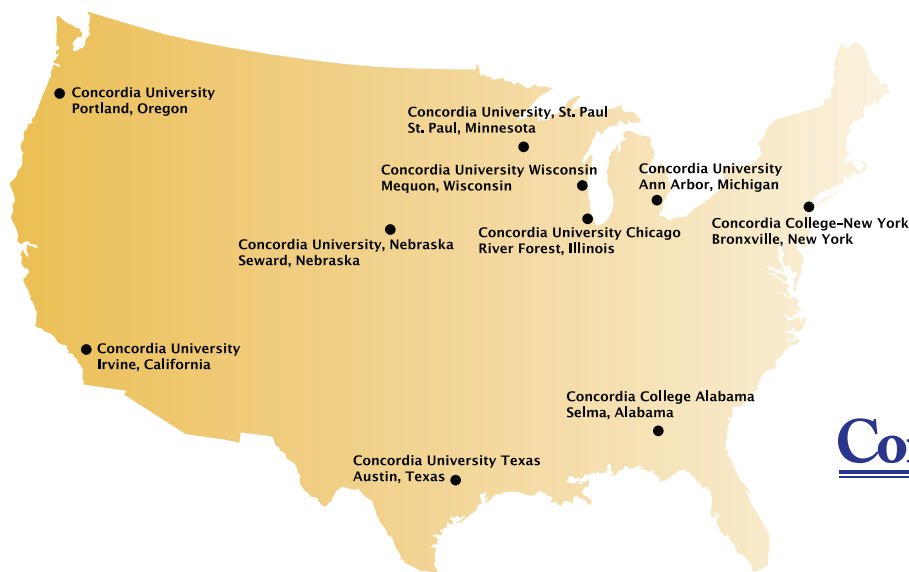 Concordia University
Portland, Oregon
Concordia University, St. Paul
St. Paul, Minnesota
Concordia University Wisconsin
Mequon, Wisconsin
Concordia University
Ann Arbor, Michigan
Concordia College–New York
Bronxville, New York
Concordia University Chicago
River Forest, Illinois
Concordia University, Nebraska
Seward, Nebraska
Concordia University
Irvine, California
Concordia College Alabama
Selma, Alabama
Concordia University Texas
Austin, Texas